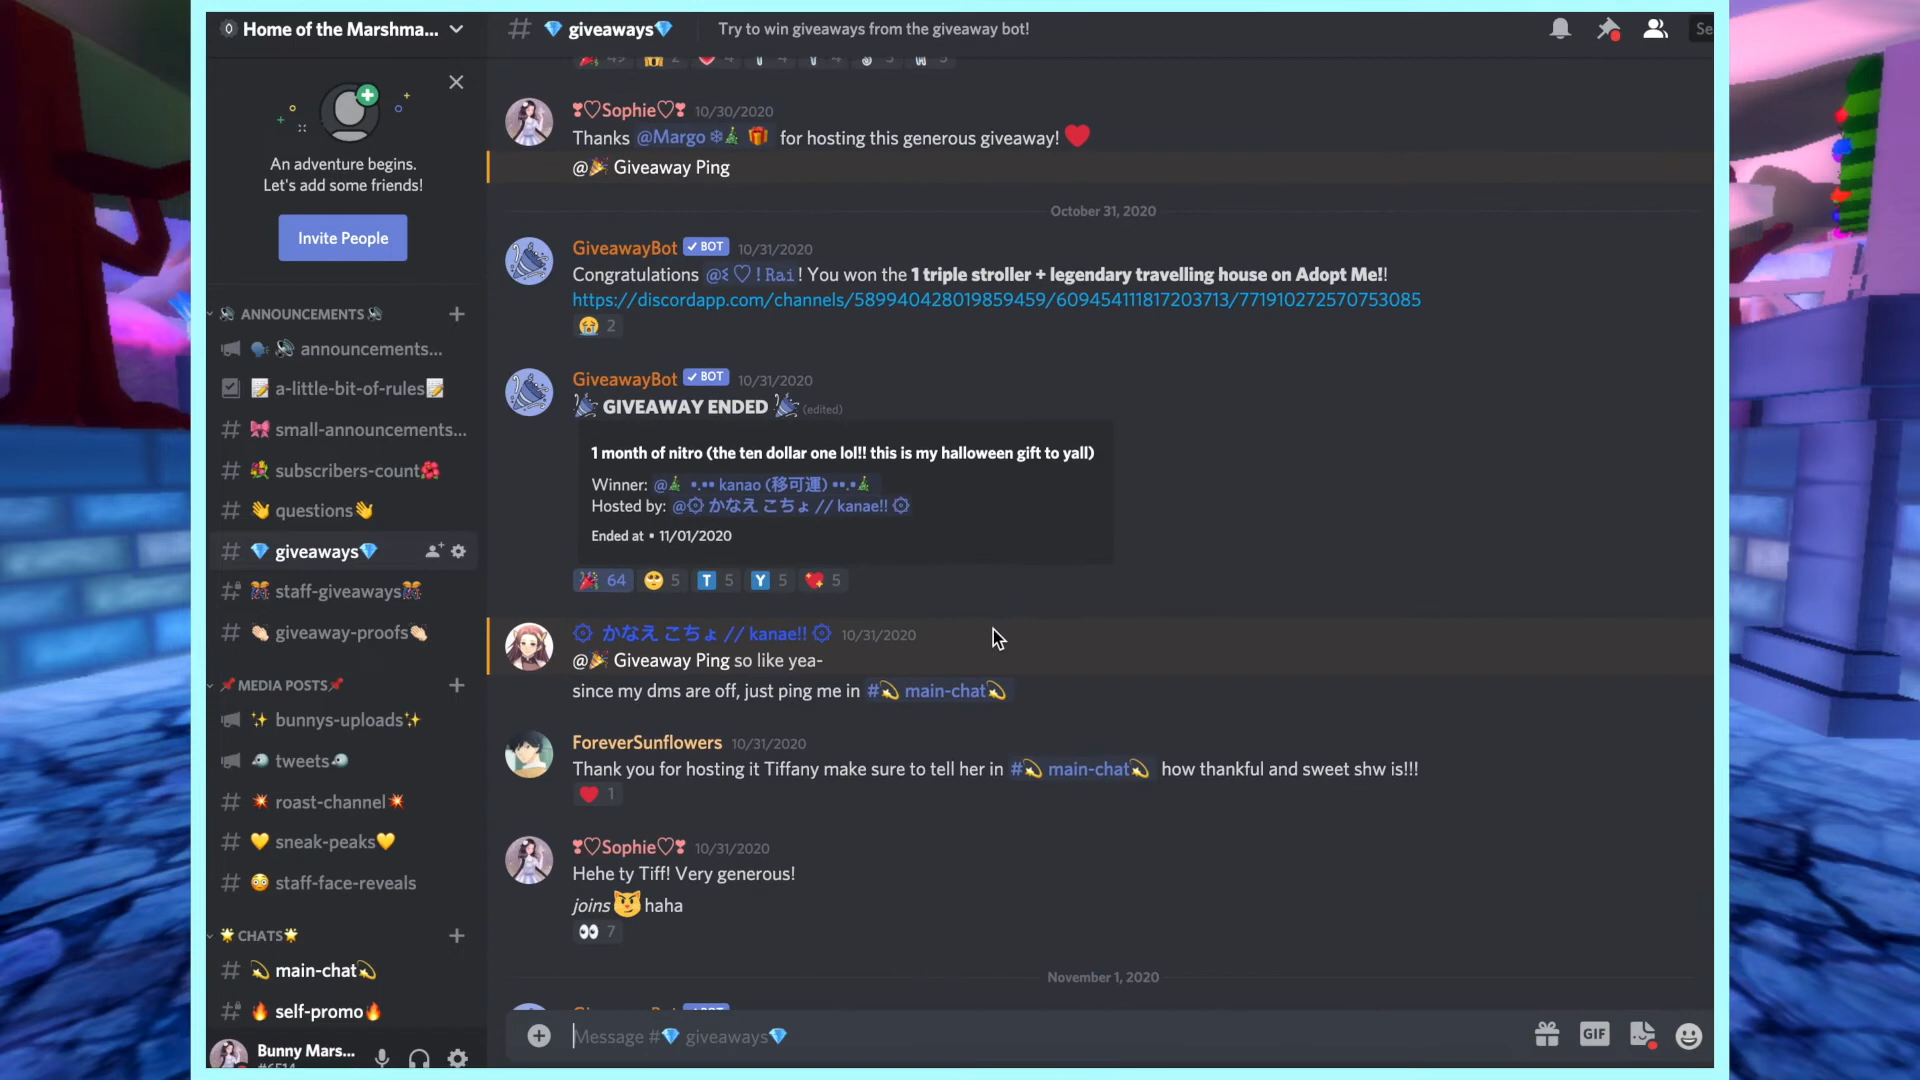 Home of the Marshma...
giveaways
Try to win giveaways from the giveaway bot!
Se
An adventure begins.
Let's add some friends!
Invite People
ANNOUNCEMENTS
announcements...
a-little-bit-of-rules
small-announcements...
subscribers-count
questions
giveaways
staff-giveaways
giveaway-proofs
MEDIA POSTS
bunnys-uploads
tweets
roast-channel
sneak-peaks
staff-face-reveals
CHATS
main-chat
self-promo
Bunny Mars...
#6514
❣♡Sophie♡❣ 10/30/2020
Thanks @Margo ❄🎄 🎁 for hosting this generous giveaway! ❤
@🎉 Giveaway Ping
October 31, 2020
GiveawayBot ✓ BOT 10/31/2020
Congratulations @꒰ ♡ ! Rai! You won the 1 triple stroller + legendary travelling house on Adopt Me!!
https://discordapp.com/channels/589940428019859459/609454111817203713/771910272570753085
😭 2
GiveawayBot ✓ BOT 10/31/2020
🎉 GIVEAWAY ENDED 🎉 (edited)
1 month of nitro (the ten dollar one lol!! this is my halloween gift to yall)
Winner: @🎄 •.•• kanao (移可運) ••.•🎄
Hosted by: @۞ かなえ こちょ // kanae!! ۞
Ended at • 11/01/2020
🎉 64 🥺 5 T 5 Y 5 💖 5
۞ かなえ こちょ // kanae!! ۞ 10/31/2020
@🎉 Giveaway Ping so like yea-
since my dms are off, just ping me in #💫 main-chat💫
ForeverSunflowers 10/31/2020
Thank you for hosting it Tiffany make sure to tell her in #💫 main-chat💫 how thankful and sweet shw is!!!
❤ 1
❣♡Sophie♡❣ 10/31/2020
Hehe ty Tiff! Very generous!
joins 😼 haha
👀 7
November 1, 2020
Message #💎 giveaways💎
GIF